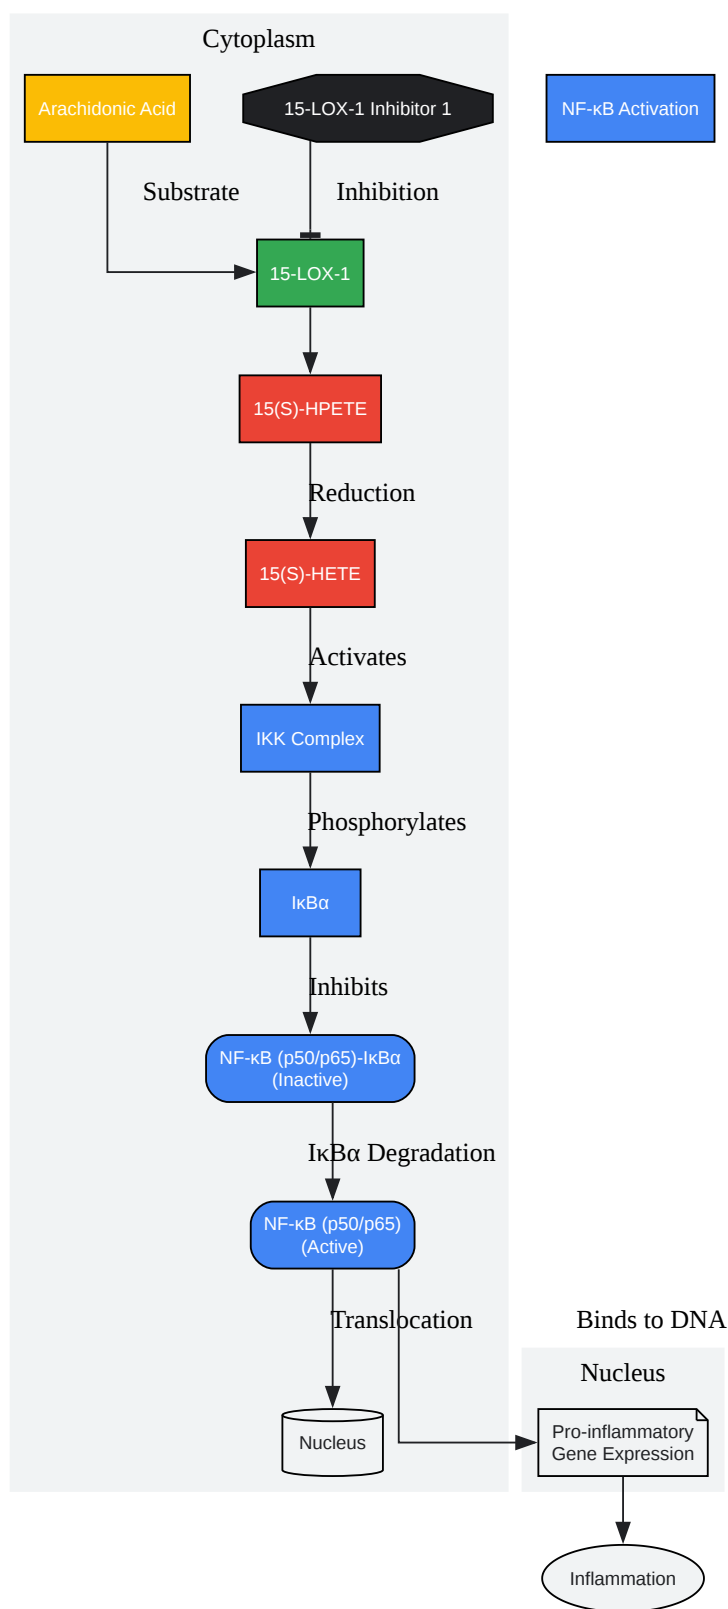 Cytoplasm
Arachidonic Acid
15-LOX-1 Inhibitor 1
NF-κB Activation
Substrate
Inhibition
15-LOX-1
15(S)-HPETE
Reduction
15(S)-HETE
Activates
IKK Complex
Phosphorylates
IκBα
Inhibits
NF-κB (p50/p65)-IκBα
(Inactive)
IκBα Degradation
NF-κB (p50/p65)
(Active)
Translocation
Binds to DNA
Nucleus
Nucleus
Pro-inflammatory
Gene Expression
Inflammation